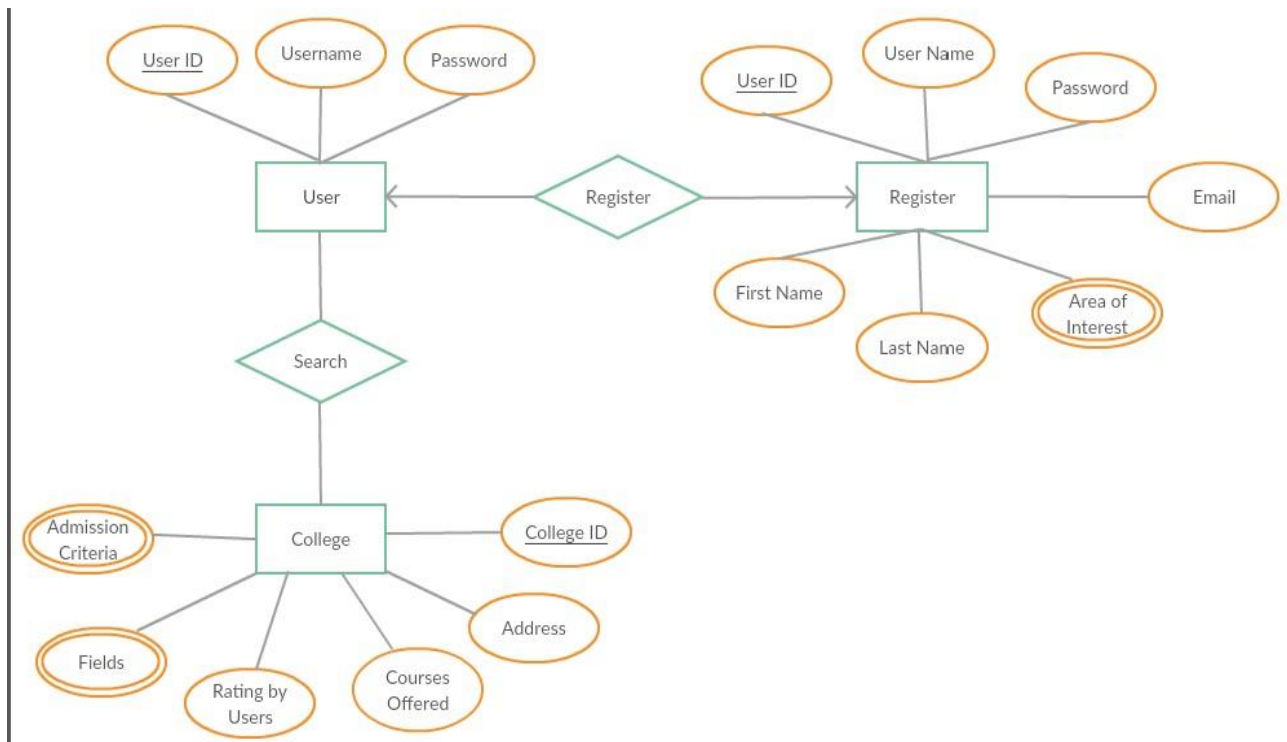 User ID
Username
Password
User Name
User ID
Password
User
Register
Register
Email
First Name
Area of
Interest
Last Name
Search
Admission
Criteria
College
College ID
Address
Fields
Rating by
Users
Courses
Offered